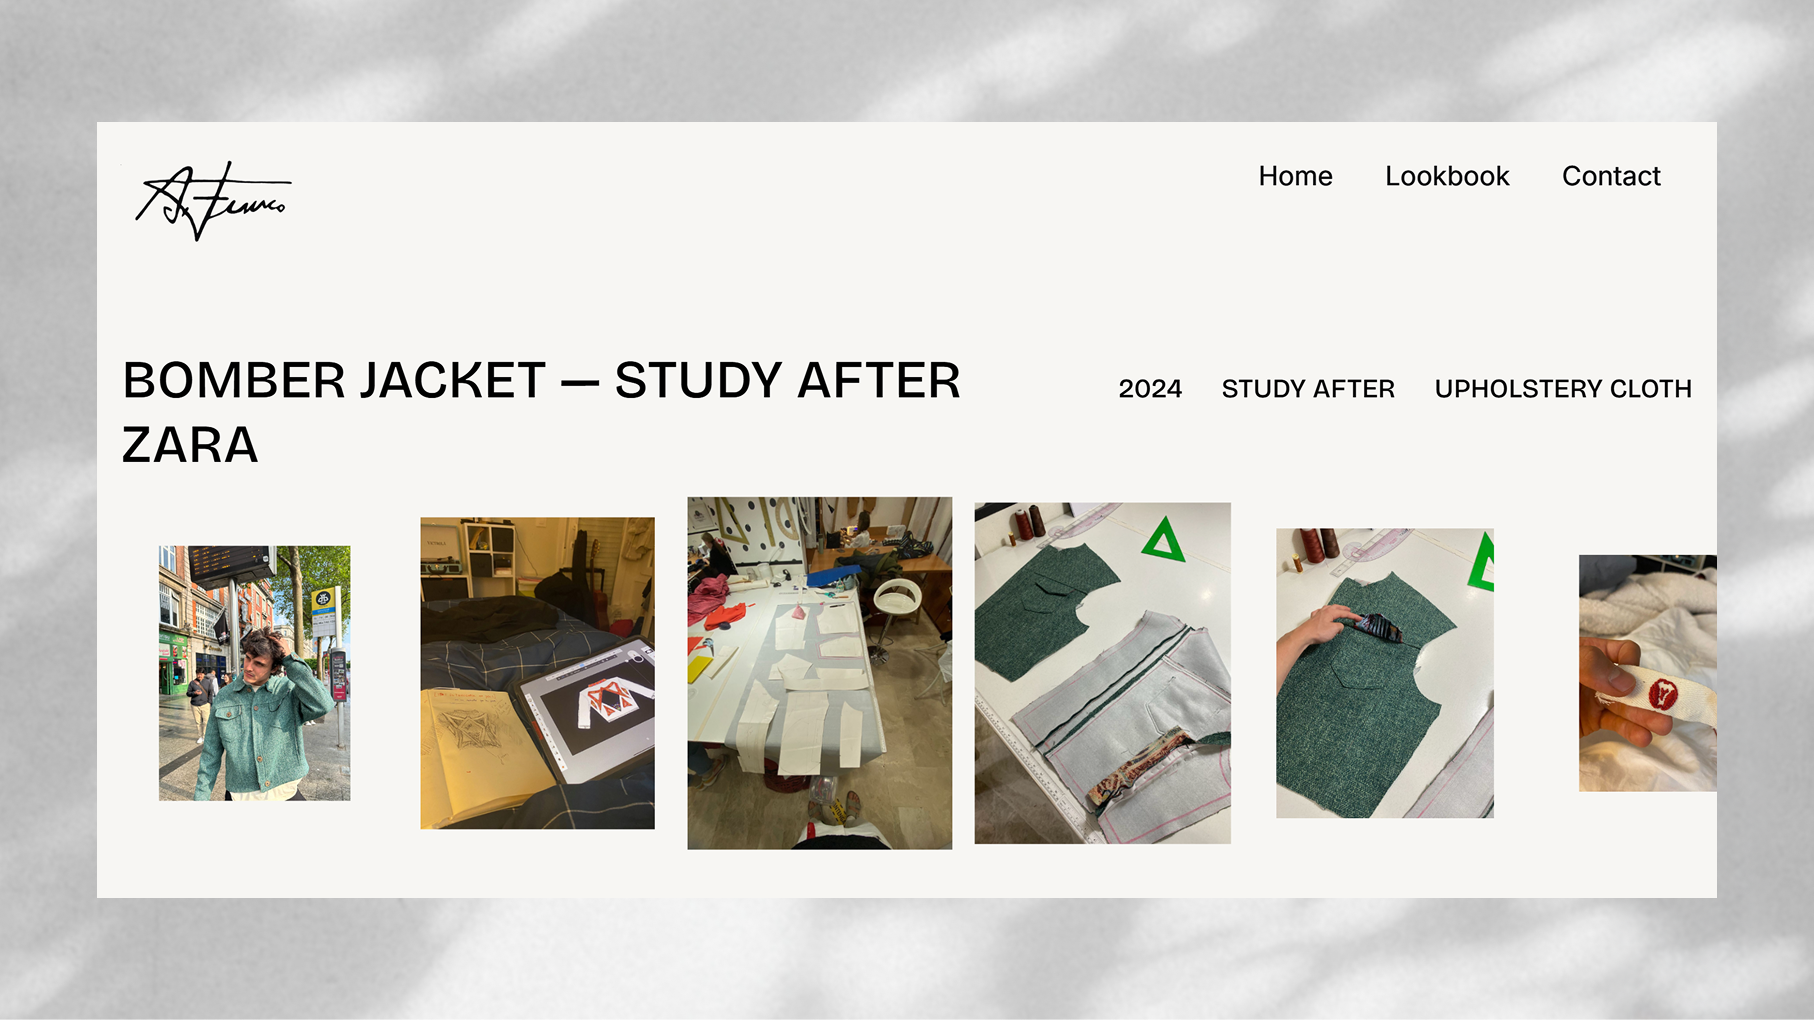 Home Lookbook Contact
BOMBER JACKET — STUDY AFTER
ZARA
2024 STUDY AFTER UPHOLSTERY CLOTH